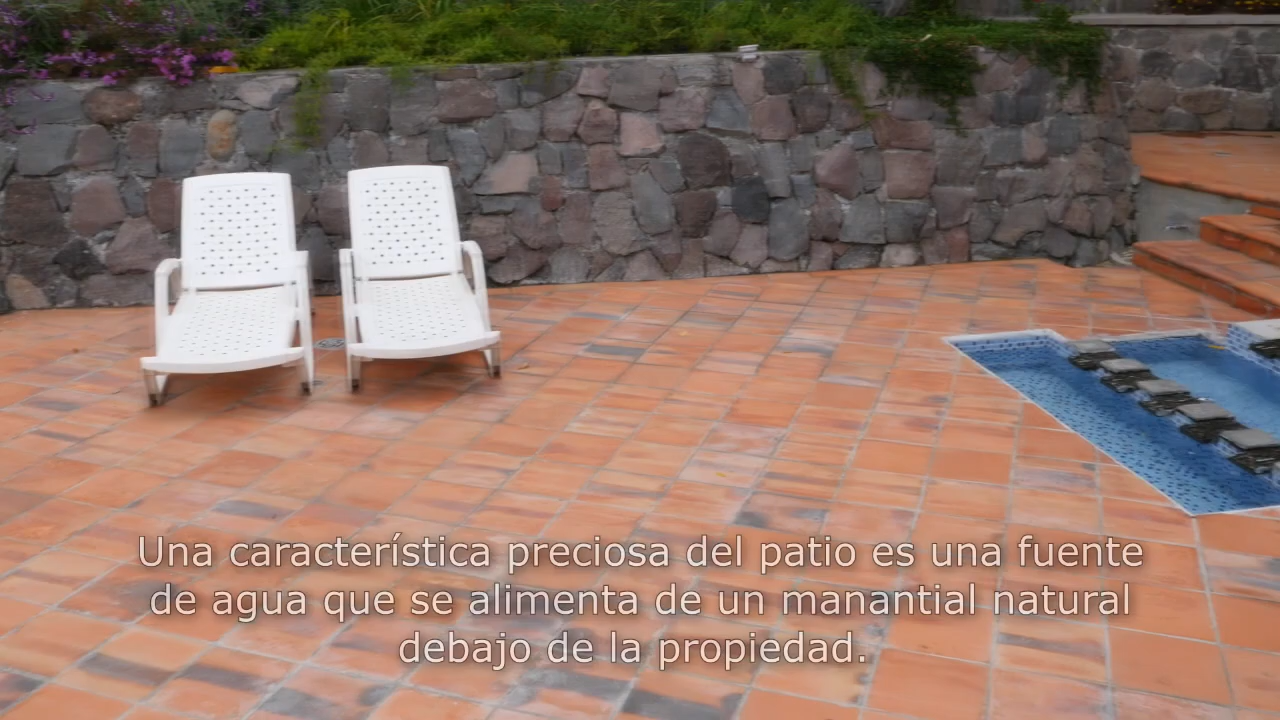 Una característica preciosa del patio es una fuente
de agua que se alimenta de un manantial natural
debajo de la propiedad.